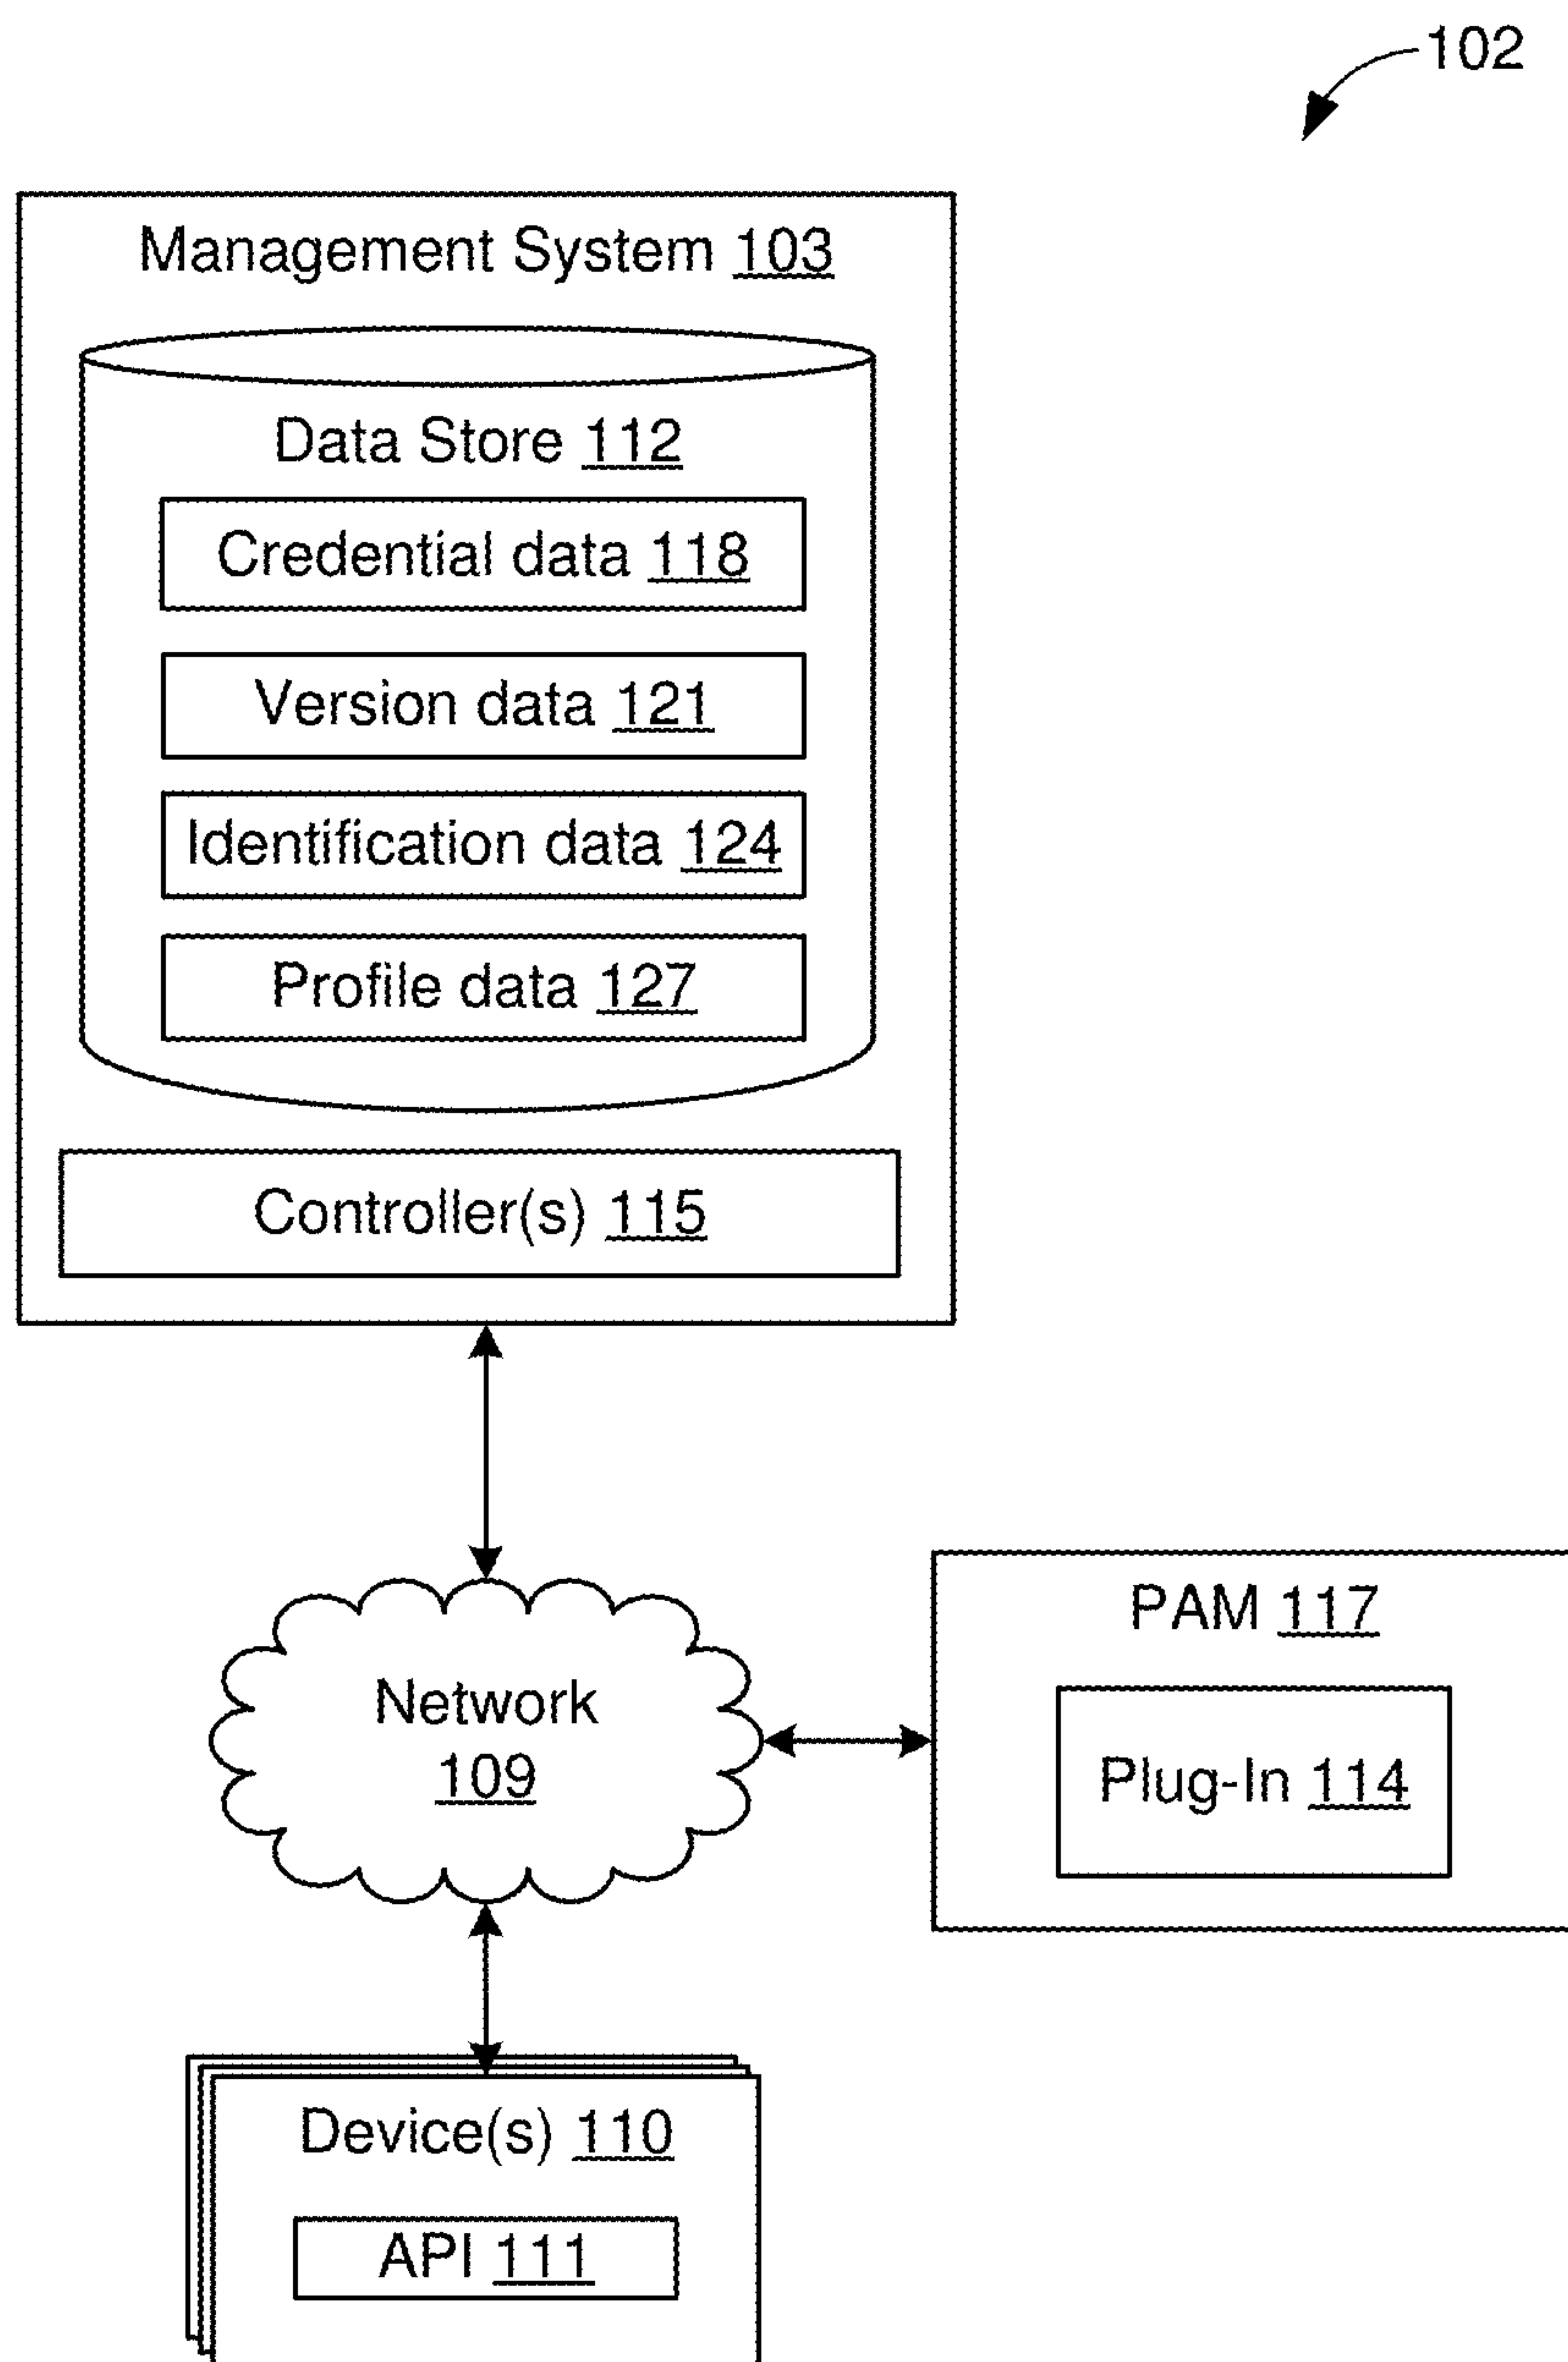 102
Management System 103
Data Store 112
Credential data 118
Version data 121
Identification data 124
Profile data 127
Controller(s) 115
Network
109
PAM 117
Plug-In 114
Device(s) 110
API 111